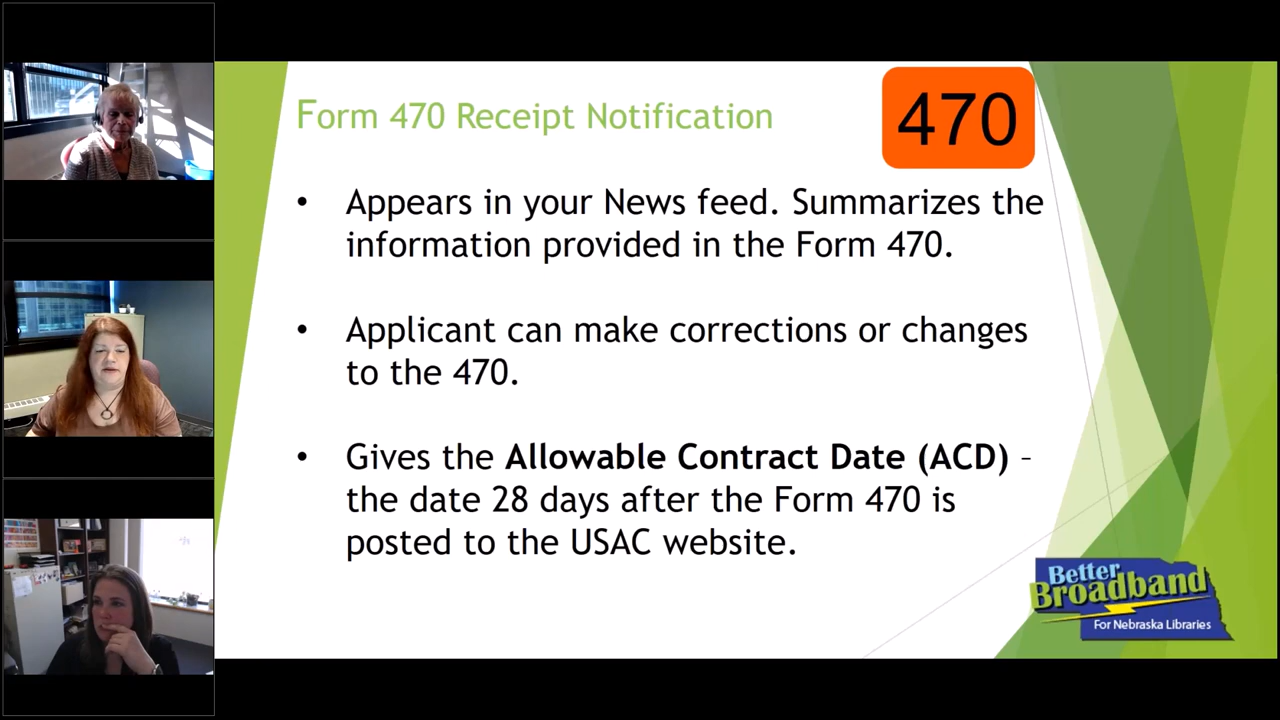 Form 470 Receipt Notification
470
• Appears in your News feed. Summarizes the
information provided in the Form 470.
• Applicant can make corrections or changes
to the 470.
• Gives the Allowable Contract Date (ACD) –
the date 28 days after the Form 470 is
posted to the USAC website.
Better
Broadband
For Nebraska Libraries